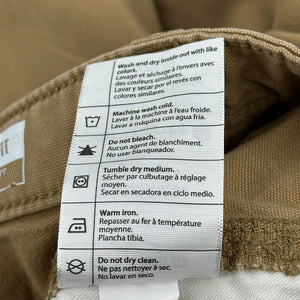 Wash and dry inside out with like
colors.
Lavage et séchage à l'envers avec
des couleurs similaires.
Lavar y secar por el revés con
colores similares.
Machine wash cold.
Laver à la machine à l'eau froide.
Lavar a máquina con agua fria.
Do not bleach.
Aucun agent de blanchiment.
No usar blanqueador.
Tumble dry medium.
Sécher par culbutage à réglage
moyen.
Secar en secadora en ciclo medio.
Warm iron.
Repasser au fer à température
moyenne.
Plancha tibia.
Do not dry clean.
Ne pas nettoyer à sec.
No lavar en seco.